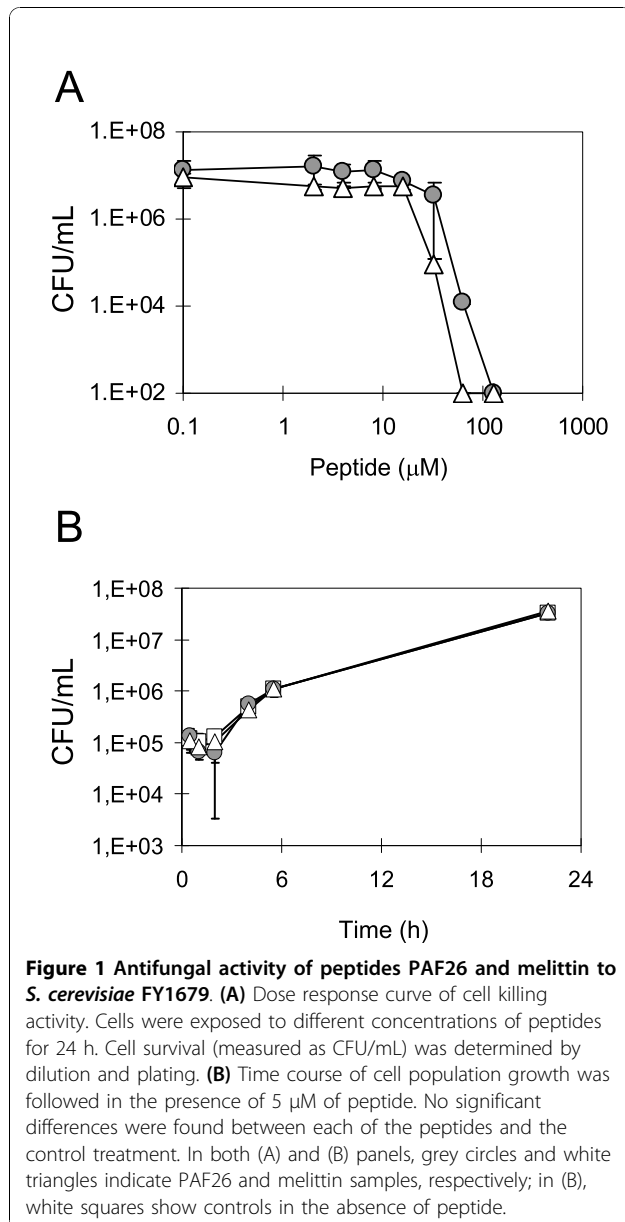 A
1.E+08
1.E+06
1.E+04
1.E+02
CFU/mL
0.1 1 10 100 1000
Peptide (μM)
B
1,E+08
1,E+07
1,E+06
1,E+05
1,E+04
1,E+03
CFU/mL
0 6 12 18 24
Time (h)
Figure 1 Antifungal activity of peptides PAF26 and melittin to
S. cerevisiae FY1679. (A) Dose response curve of cell killing
activity. Cells were exposed to different concentrations of peptides
for 24 h. Cell survival (measured as CFU/mL) was determined by
dilution and plating. (B) Time course of cell population growth was
followed in the presence of 5 μM of peptide. No significant
differences were found between each of the peptides and the
control treatment. In both (A) and (B) panels, grey circles and white
triangles indicate PAF26 and melittin samples, respectively; in (B),
white squares show controls in the absence of peptide.